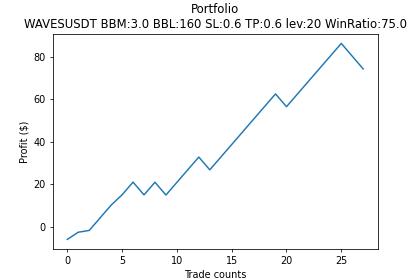 Portfolio
WAVESUSDT BBM:3.0 BBL:160 SL:0.6 TP:0.6 lev:20 WinRatio:75.0
80
60
40
20
0
Profit ($)
0 5 10 15 20 25
Trade counts